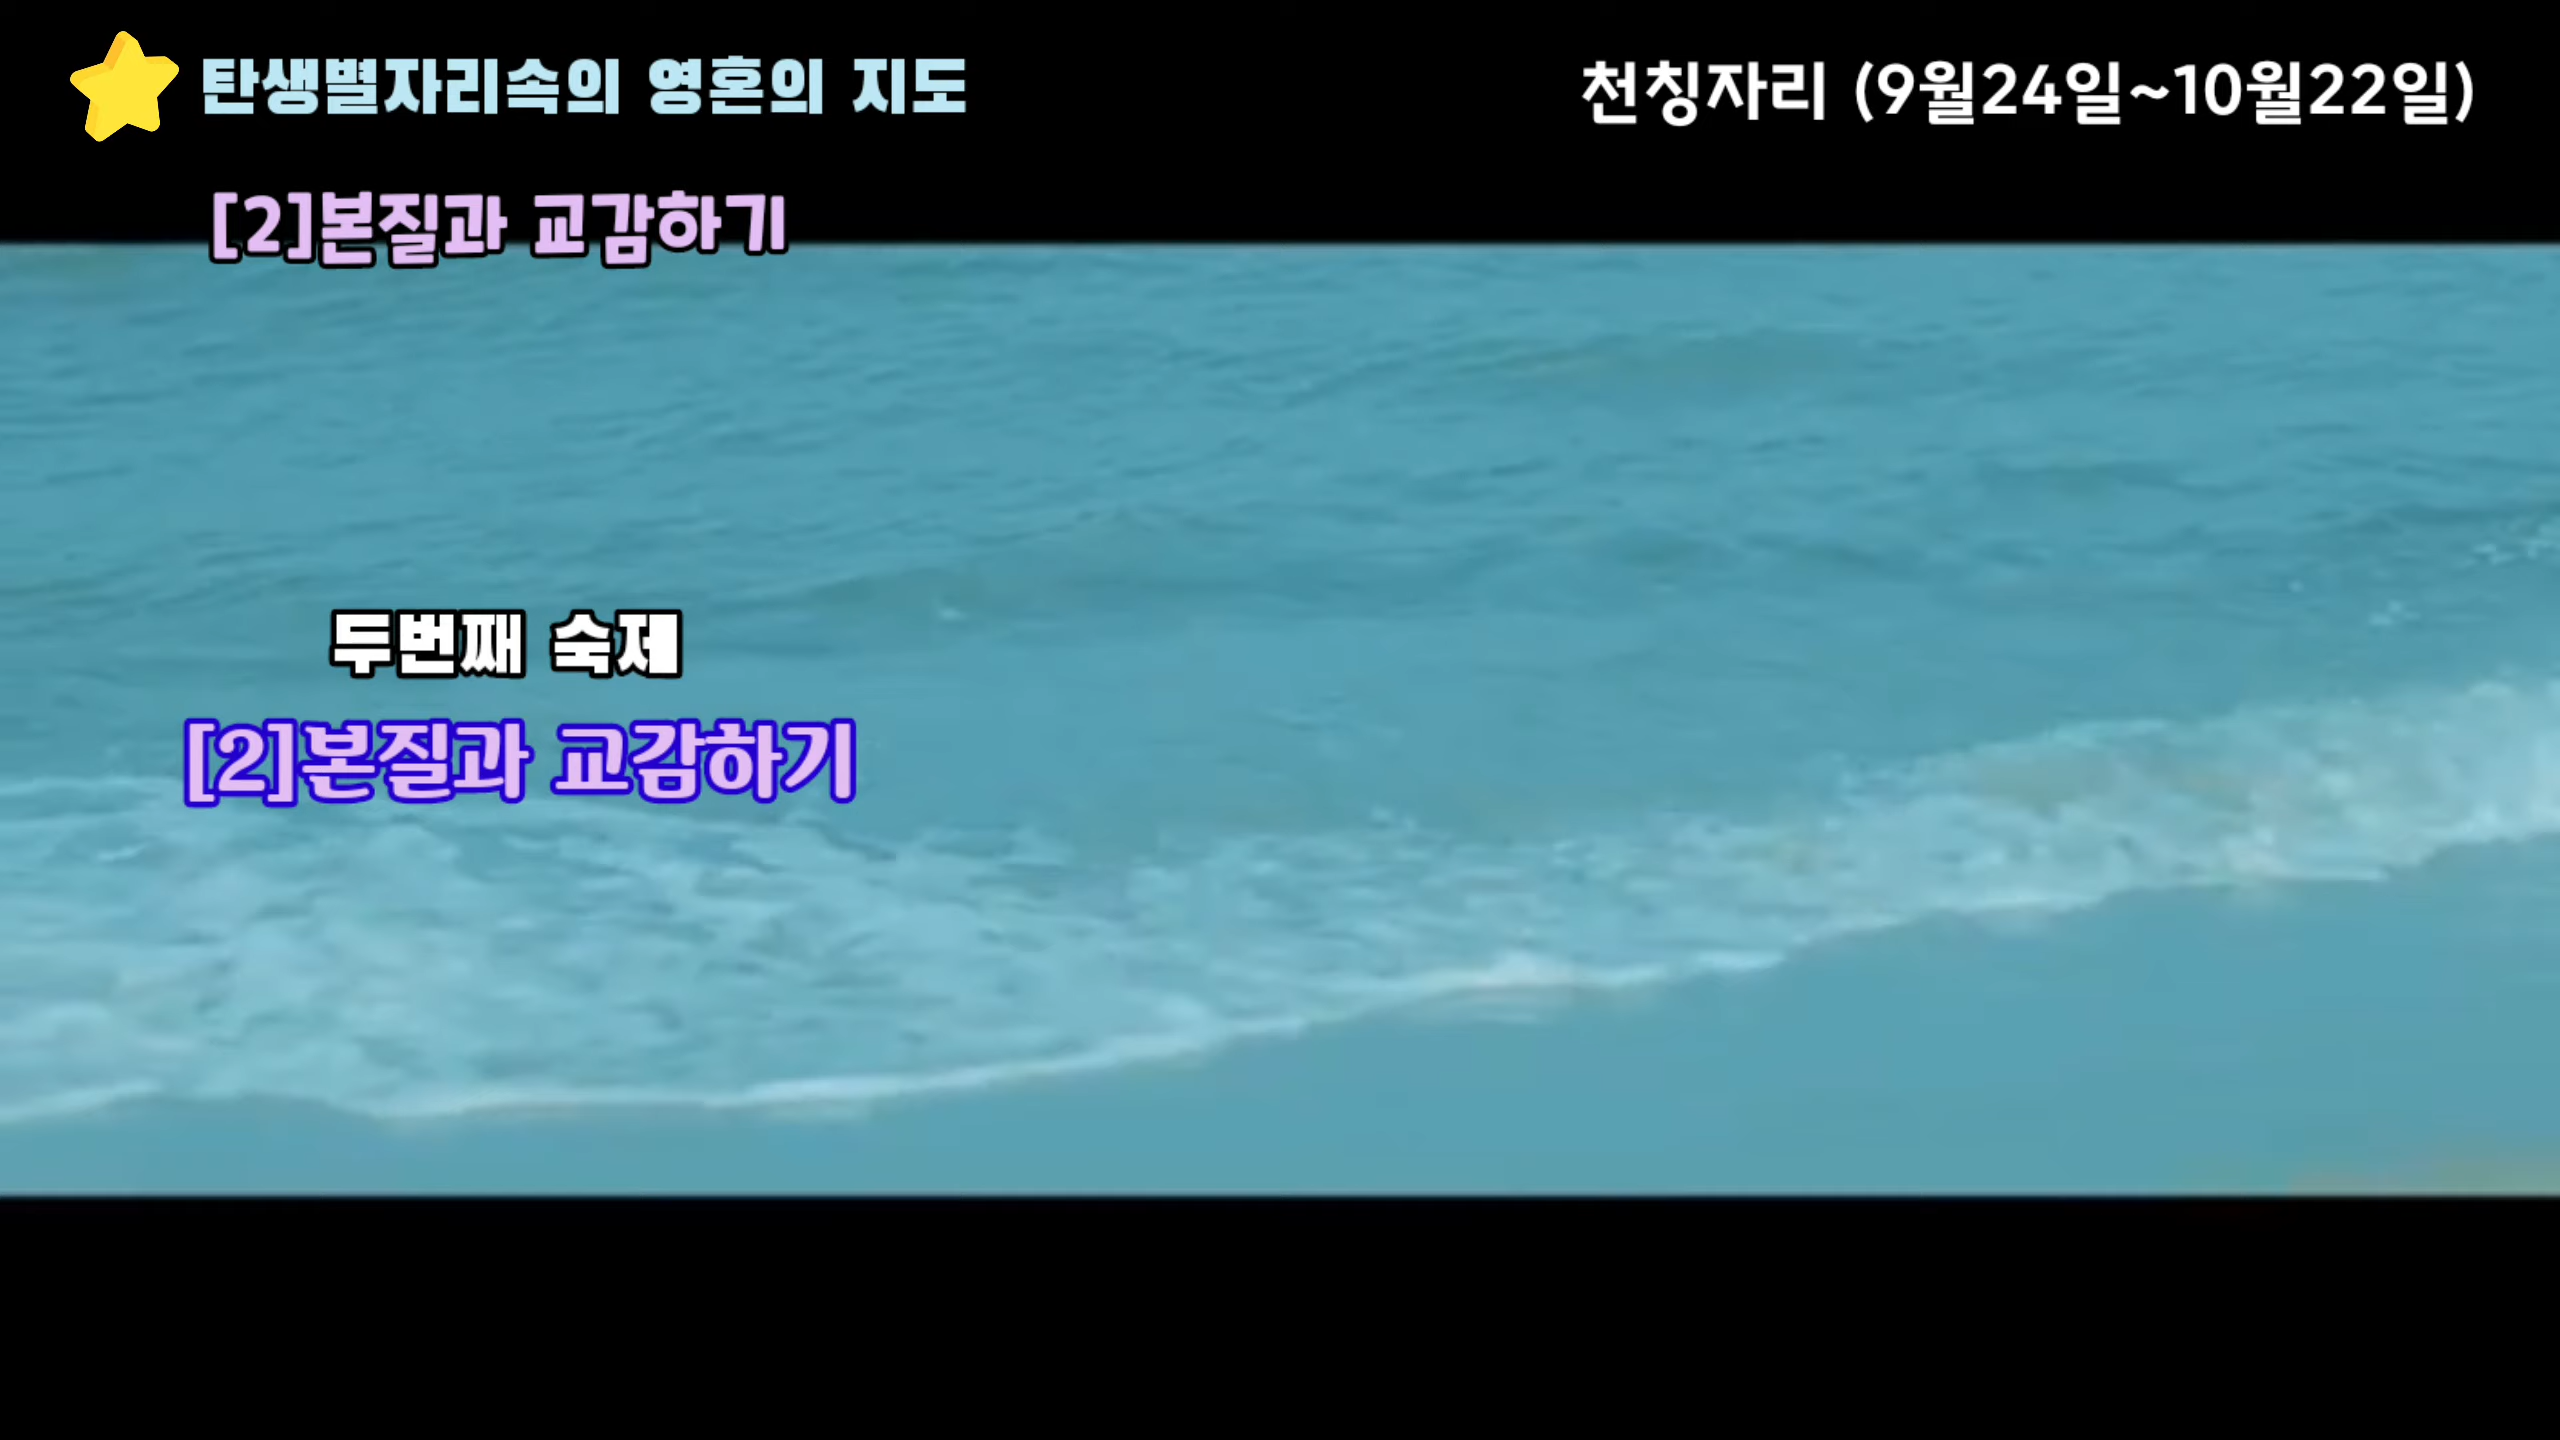 탄생별자리속의 영혼의 지도
천칭자리 (9월24일~10월22일)
[2]본질과 교감하기
두번째 숙제
[2]본질과 교감하기